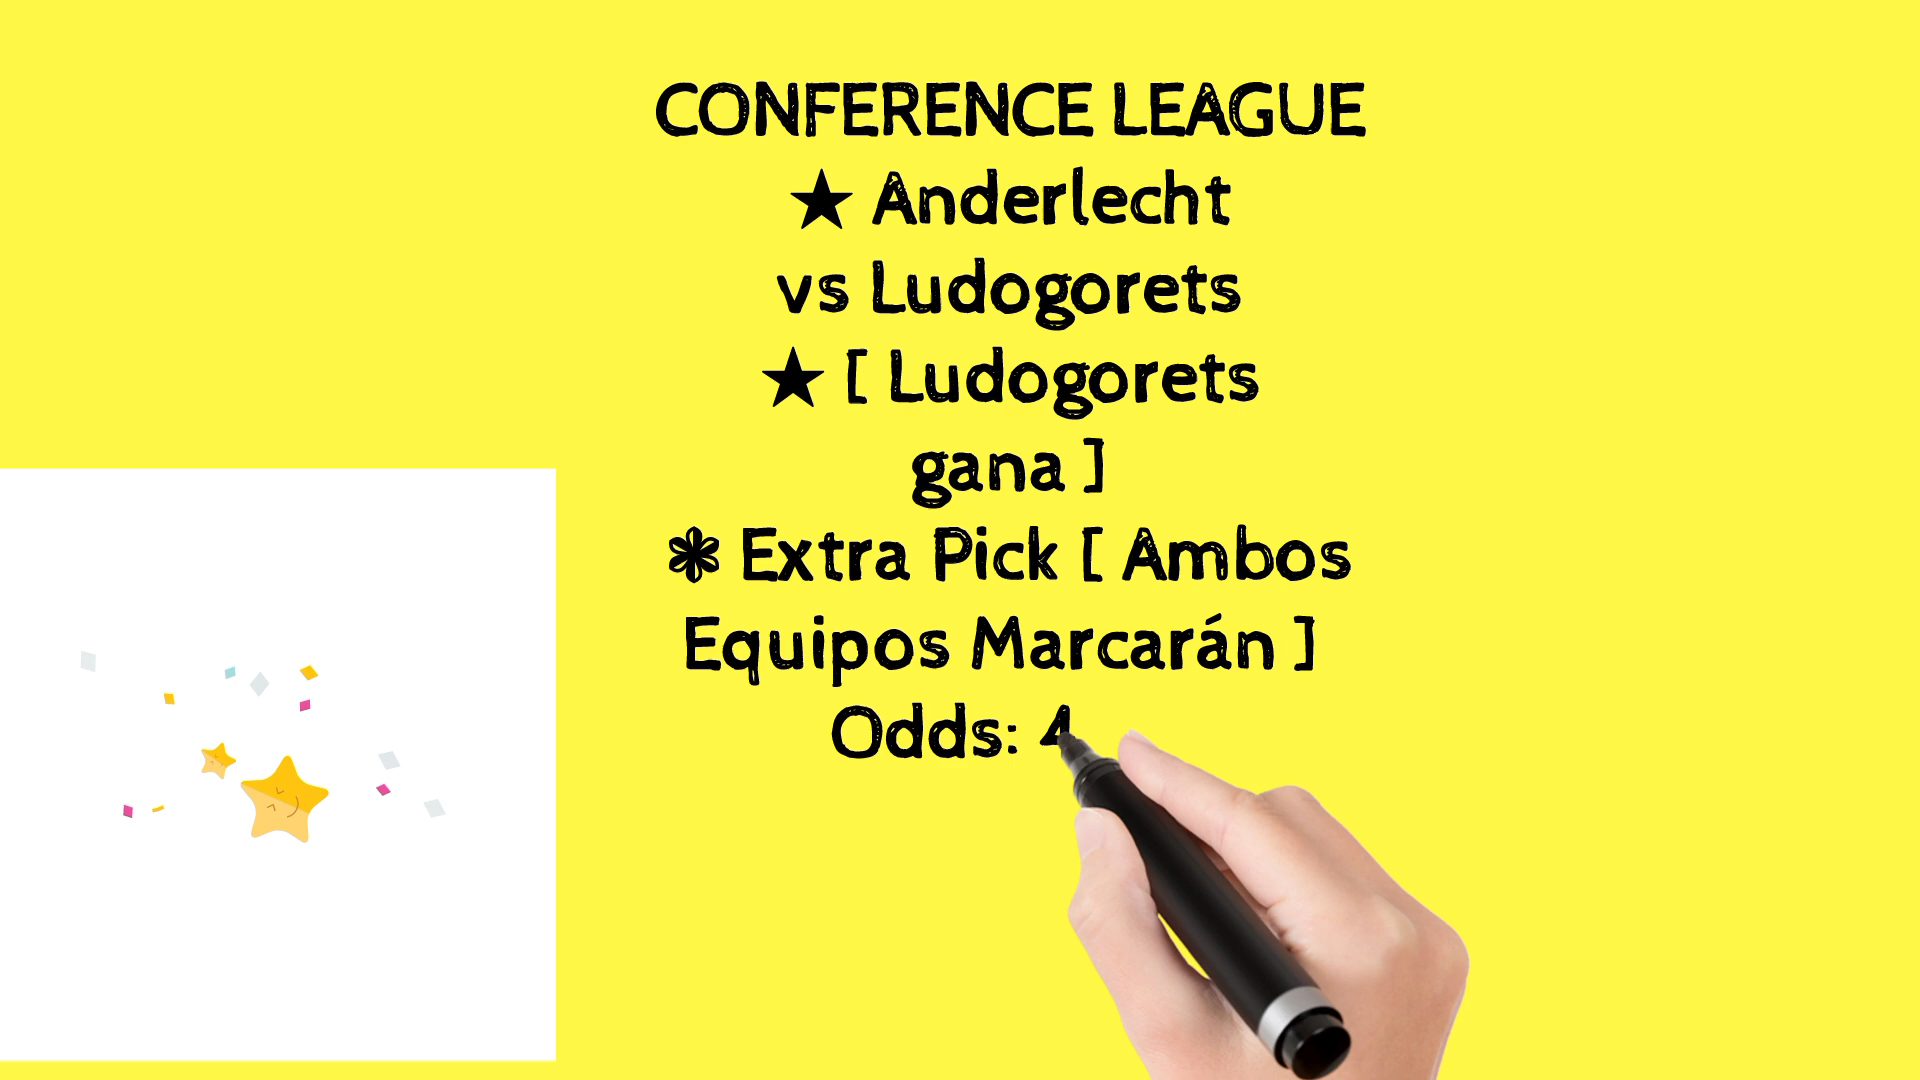 CONFERENCE LEAGUE
★ Anderlecht
vs Ludogorets
★ [ Ludogorets
gana ]
❃ Extra Pick [ Ambos
Equipos Marcarán ]
Odds: 4